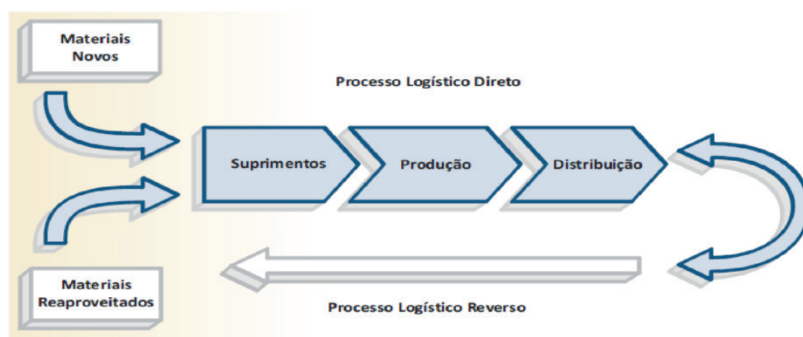 Materiais
Novos
Processo Logístico Direto
Suprimentos
Produção
Distribuição
Materiais
Reaproveitados
Processo Logístico Reverso